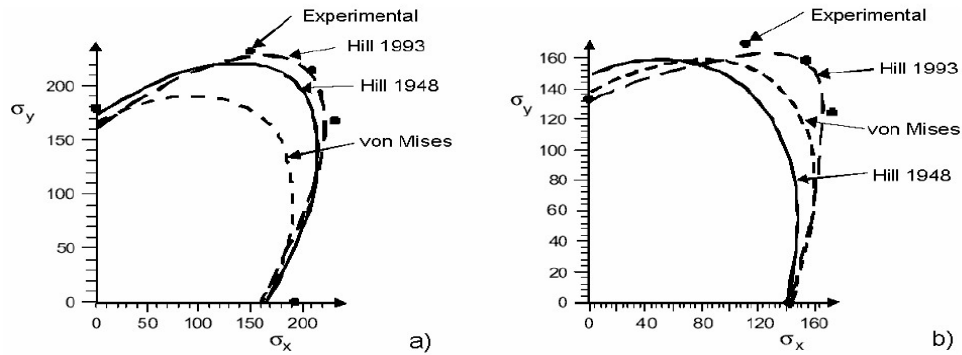 Experimental
Hill 1993
Hill 1948
von Mises
σy
200
150
100
50
0
0
50
100
150
200
σx
a)
Experimental
Hill 1993
von Mises
Hill 1948
σy
160
140
120
100
80
60
40
20
0
0
40
80
120
160
σx
b)